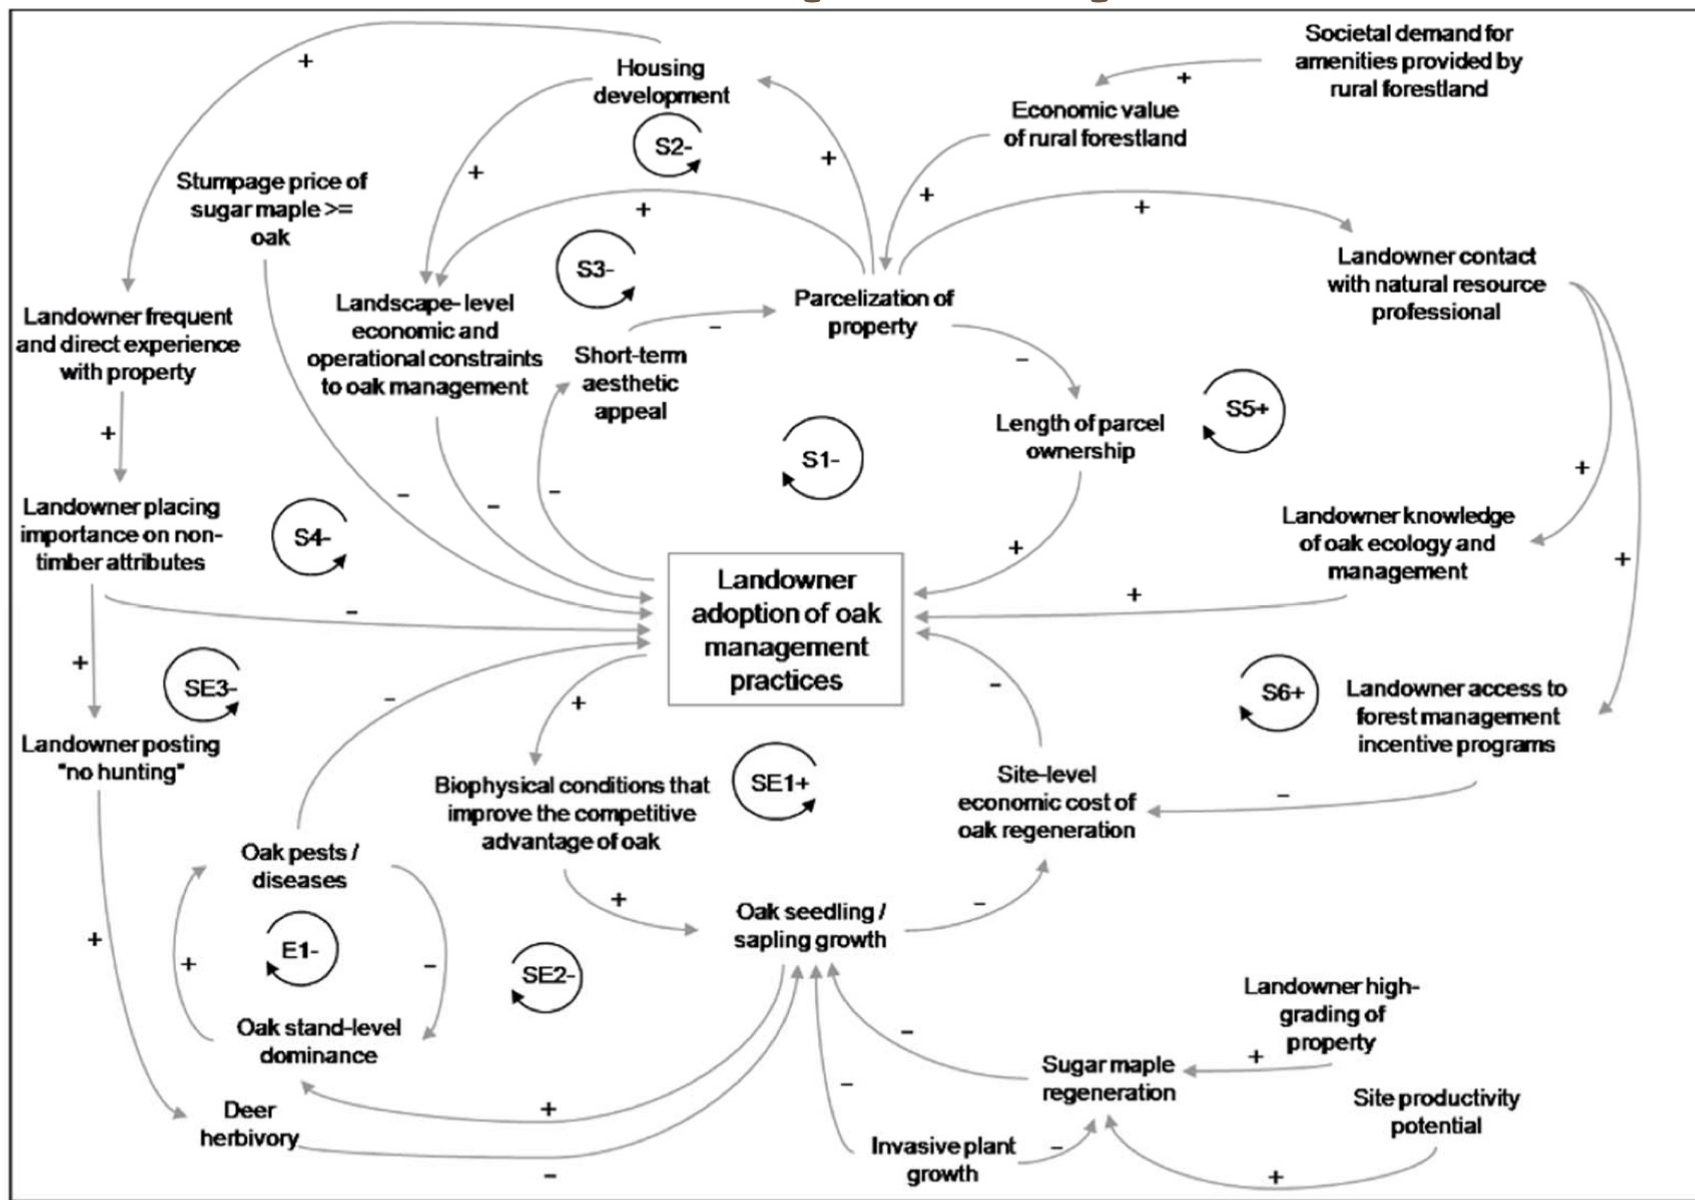 Housing
development
Societal demand for
amenities provided by
rural forestland
Economic value
of rural forestland
+
+
+
+
+
+
+
S2-
Stumpage price of
sugar maple >=
oak
S3-
Landowner contact
with natural resource
professional
Parcelization of
property
Landowner frequent
and direct experience
with property
Landscape-level
economic and
operational constraints
to oak management
Short-term
aesthetic
appeal
–
–
Length of parcel
ownership
S5+
S1-
+
–
–
–
+
Landowner placing
importance on non-
timber attributes
S4-
Landowner knowledge
of oak ecology and
management
+
+
Landowner
adoption of oak
management
practices
+
–
+
SE3-
–
+
–
S6+
Landowner access to
forest management
incentive programs
Landowner posting
"no hunting"
Biophysical conditions that
improve the competitive
advantage of oak
SE1+
Site-level
economic cost of
oak regeneration
–
Oak pests /
diseases
+
–
Oak seedling /
sapling growth
+
E1-
+
–
SE2-
Oak stand-level
dominance
Landowner high-
grading of
property
–
+
Sugar maple
regeneration
–
Deer
herbivory
+
Site productivity
potential
Invasive plant
growth
–
–
+